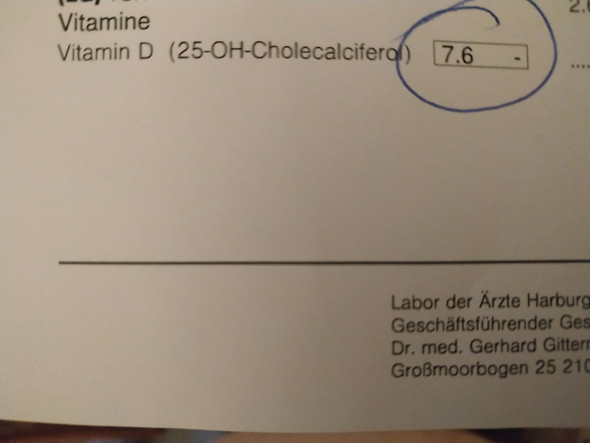 Vitamine
Vitamin D (25-OH-Cholecalciferol) 7.6 - ....
Labor der Ärzte Harburg
Geschäftsführender Ges
Dr. med. Gerhard Gitter
Großmoorbogen 25 210